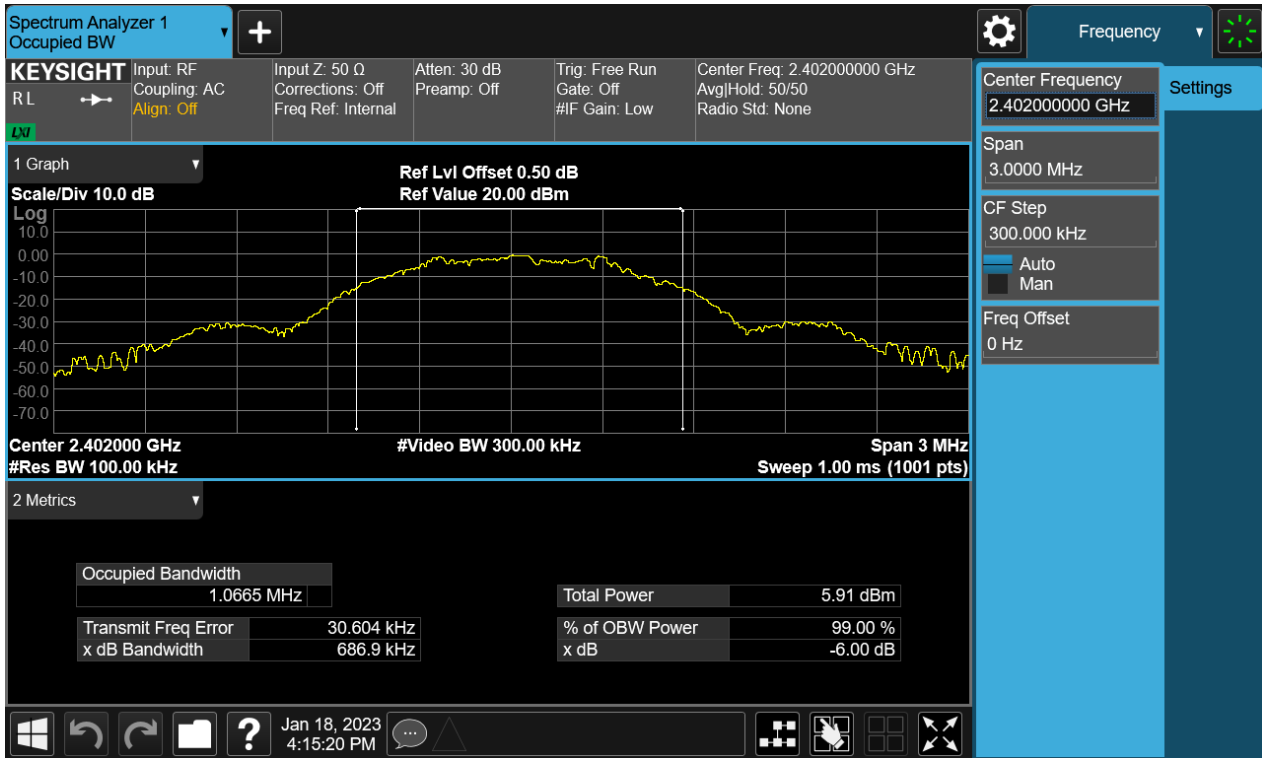 Spectrum Analyzer 1
Occupied BW
+
Frequency
KEYSIGHT
R L
LXI
Input: RF
Coupling: AC
Align: Off
Input Z: 50 Ω
Corrections: Off
Freq Ref: Internal
Atten: 30 dB
Preamp: Off
Trig: Free Run
Gate: Off
#IF Gain: Low
Center Freq: 2.402000000 GHz
Avg|Hold: 50/50
Radio Std: None
Center Frequency
2.402000000 GHz
Settings
Span
3.0000 MHz
CF Step
300.000 kHz
Auto
Man
Freq Offset
0 Hz
1 Graph
Scale/Div 10.0 dB
Ref Lvl Offset 0.50 dB
Ref Value 20.00 dBm
Log
10.0
0.00
-10.0
-20.0
-30.0
-40.0
-50.0
-60.0
-70.0
Center 2.402000 GHz
#Res BW 100.00 kHz
#Video BW 300.00 kHz
Span 3 MHz
Sweep 1.00 ms (1001 pts)
2 Metrics
Occupied Bandwidth
1.0665 MHz
Transmit Freq Error 30.604 kHz
x dB Bandwidth 686.9 kHz
Total Power 5.91 dBm
% of OBW Power 99.00 %
x dB -6.00 dB
?
Jan 18, 2023
4:15:20 PM